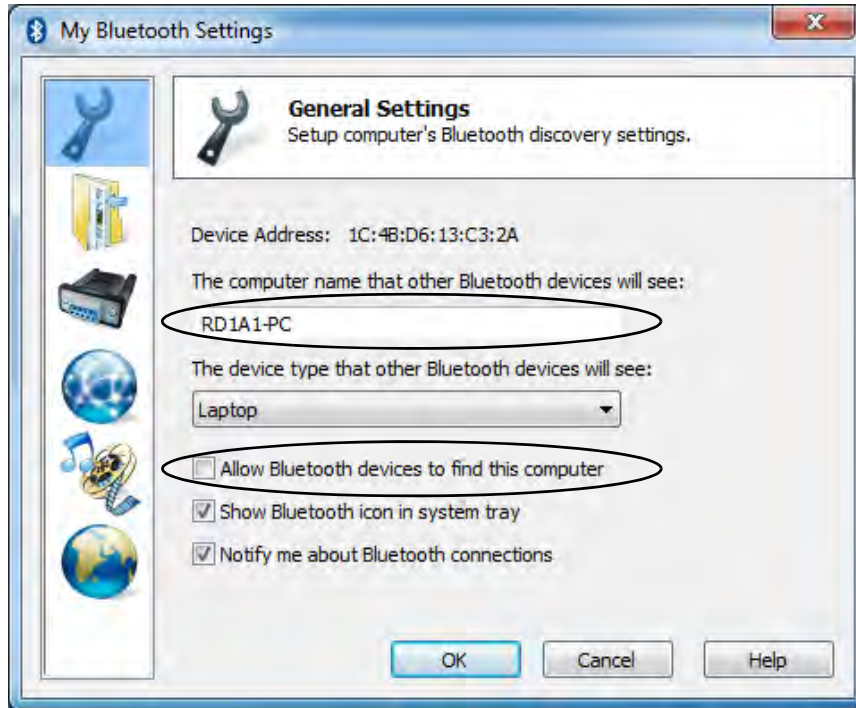 My Bluetooth Settings
General Settings
Setup computer's Bluetooth discovery settings.
Device Address: 1C:4B:D6:13:C3:2A
The computer name that other Bluetooth devices will see:
RD1A1-PC
The device type that other Bluetooth devices will see:
Laptop
Allow Bluetooth devices to find this computer
Show Bluetooth icon in system tray
Notify me about Bluetooth connections
OK Cancel Help